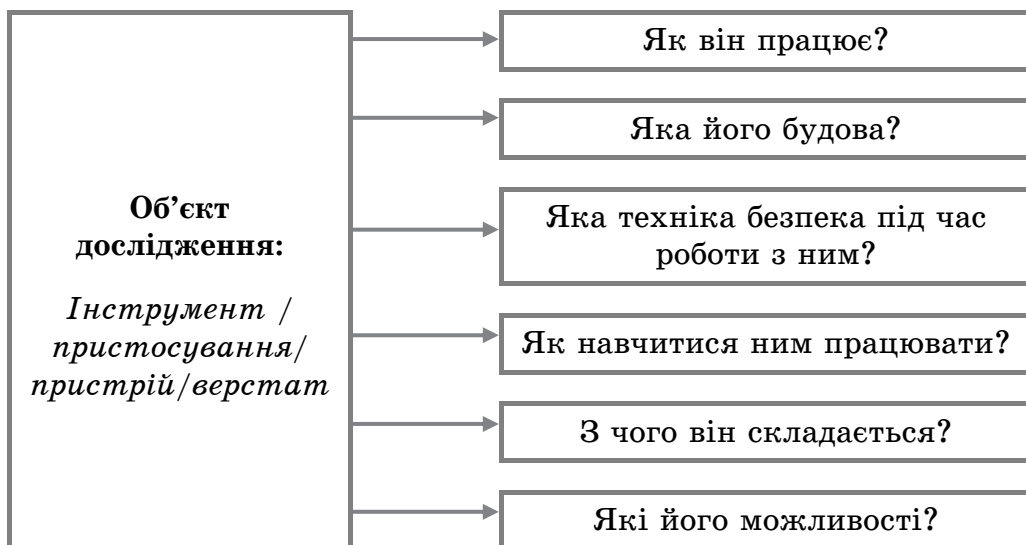 Об’єкт
дослідження:
Інструмент /
пристосування/
пристрій/верстат
Як він працює?
Яка його будова?
Яка техніка безпека під час
роботи з ним?
Як навчитися ним працювати?
З чого він складається?
Які його можливості?